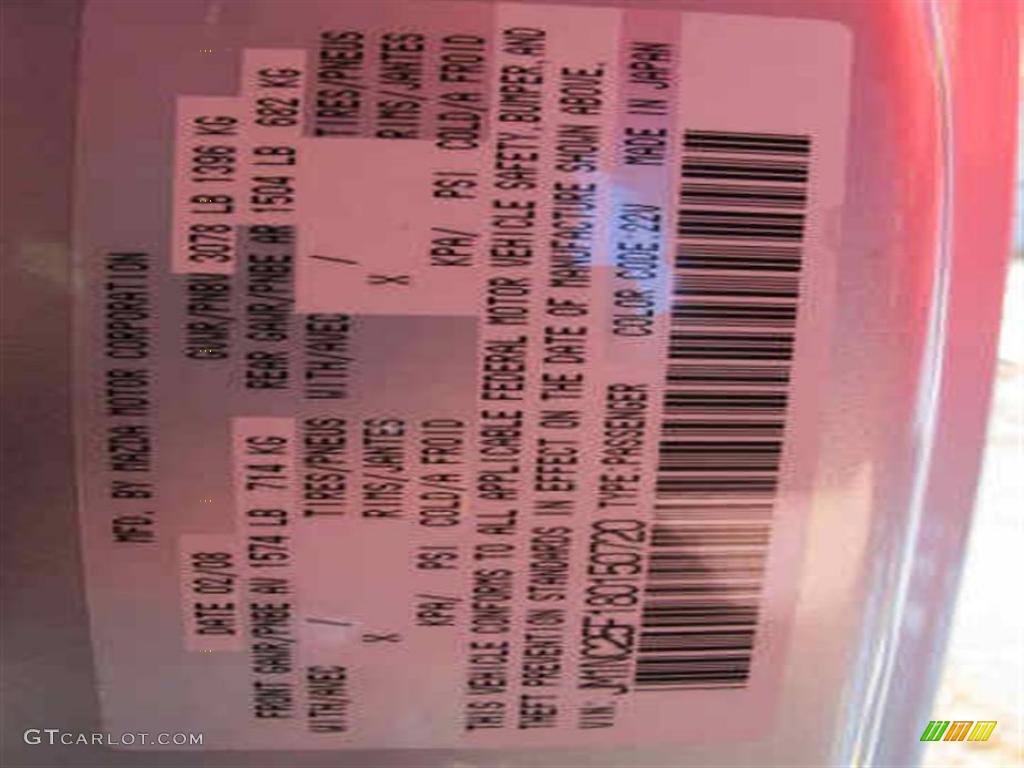 MFD. BY MAZDA MOTOR CORPORATION
DATE 02/08 GVWR/PNBV 3078 LB 1396 KG
FRONT GAWR/PNBE AV 1574 LB 714 KG REAR GAWR/PNBE AR 1504 LB 682 KG
WITH/AVEC / TIRES/PNEUS WITH/AVEC / TIRES/PNEUS
X RIMS/JANTES X RIMS/JANTES
KPA/ PSI COLD/A FROID KPA/ PSI COLD/A FROID
THIS VEHICLE CONFORMS TO ALL APPLICABLE FEDERAL MOTOR VEHICLE SAFETY, BUMPER, AND
THEFT PREVENTION STANDARDS IN EFFECT ON THE DATE OF MANUFACTURE SHOWN ABOVE.
VIN: JM1NC25F180150720 TYPE: PASSENGER COLOR CODE: 22V MADE IN JAPAN
GTCARLOT.COM